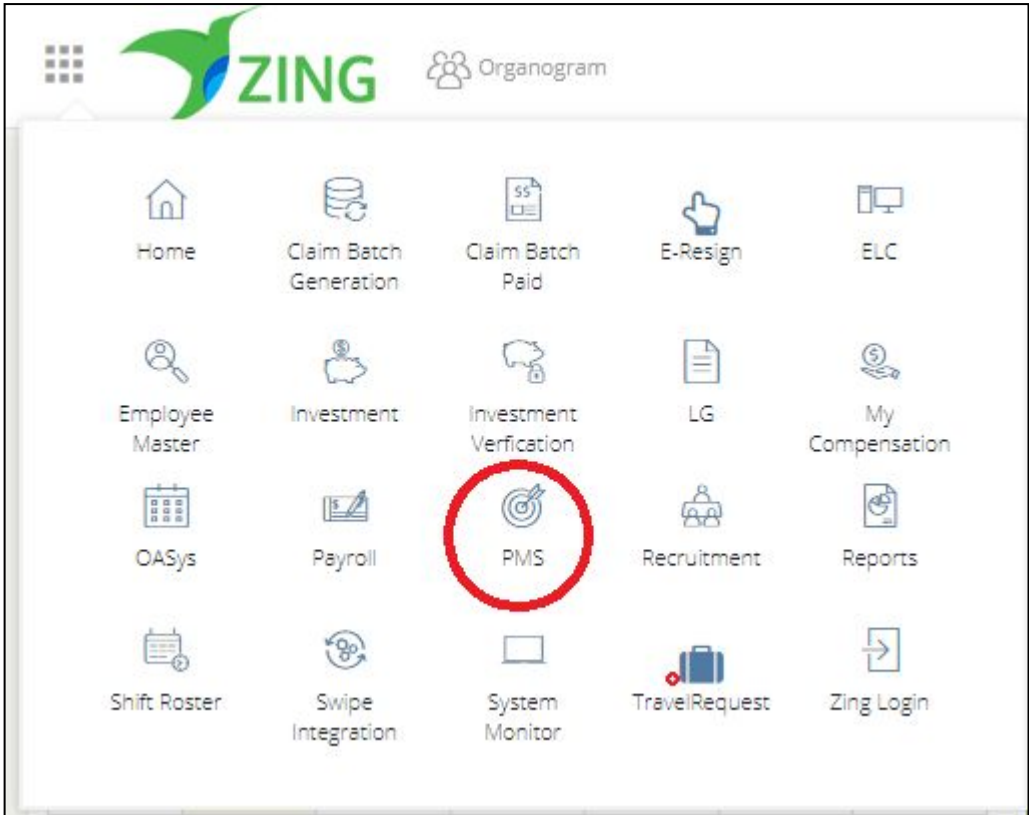 ZING
Organogram
Home
Claim Batch
Generation
Claim Batch
Paid
E-Resign
ELC
Employee
Master
Investment
Investment
Verfication
LG
My
Compensation
OASys
Payroll
PMS
Recruitment
Reports
Shift Roster
Swipe
Integration
System
Monitor
TravelRequest
Zing Login